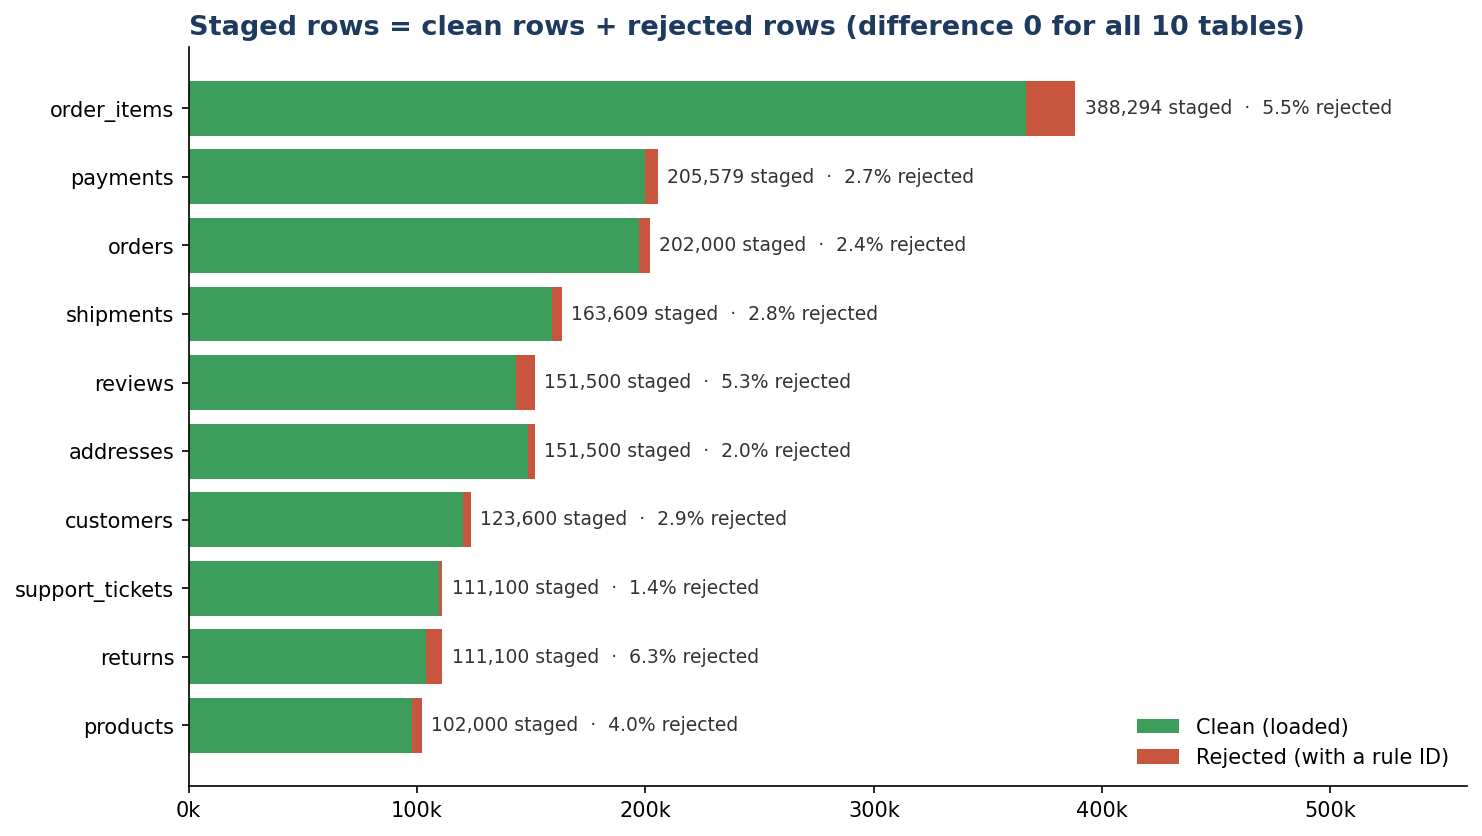 Staged rows = clean rows + rejected rows (difference 0 for all 10 tables)
order_items 388,294 staged · 5.5% rejected
payments 205,579 staged · 2.7% rejected
orders 202,000 staged · 2.4% rejected
shipments 163,609 staged · 2.8% rejected
reviews 151,500 staged · 5.3% rejected
addresses 151,500 staged · 2.0% rejected
customers 123,600 staged · 2.9% rejected
support_tickets 111,100 staged · 1.4% rejected
returns 111,100 staged · 6.3% rejected
products 102,000 staged · 4.0% rejected
Clean (loaded)
Rejected (with a rule ID)
0k 100k 200k 300k 400k 500k